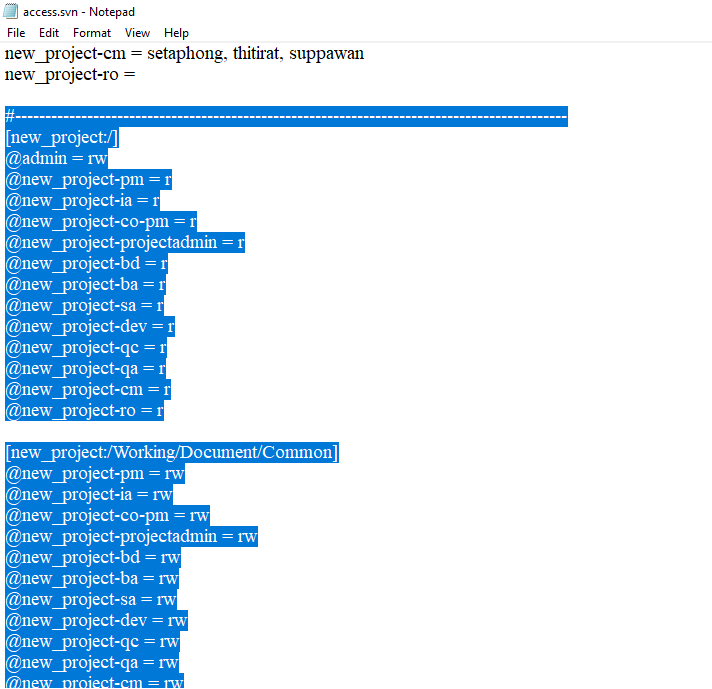 access.svn - Notepad
File Edit Format View Help
new_project-cm = setaphong, thitirat, suppawan
new_project-ro =
#--------------------------------------------------------------------------------------------
[new_project:/]
@admin = rw
@new_project-pm = r
@new_project-ia = r
@new_project-co-pm = r
@new_project-projectadmin = r
@new_project-bd = r
@new_project-ba = r
@new_project-sa = r
@new_project-dev = r
@new_project-qc = r
@new_project-qa = r
@new_project-cm = r
@new_project-ro = r
[new_project:/Working/Document/Common]
@new_project-pm = rw
@new_project-ia = rw
@new_project-co-pm = rw
@new_project-projectadmin = rw
@new_project-bd = rw
@new_project-ba = rw
@new_project-sa = rw
@new_project-dev = rw
@new_project-qc = rw
@new_project-qa = rw
@new_project-cm = rw